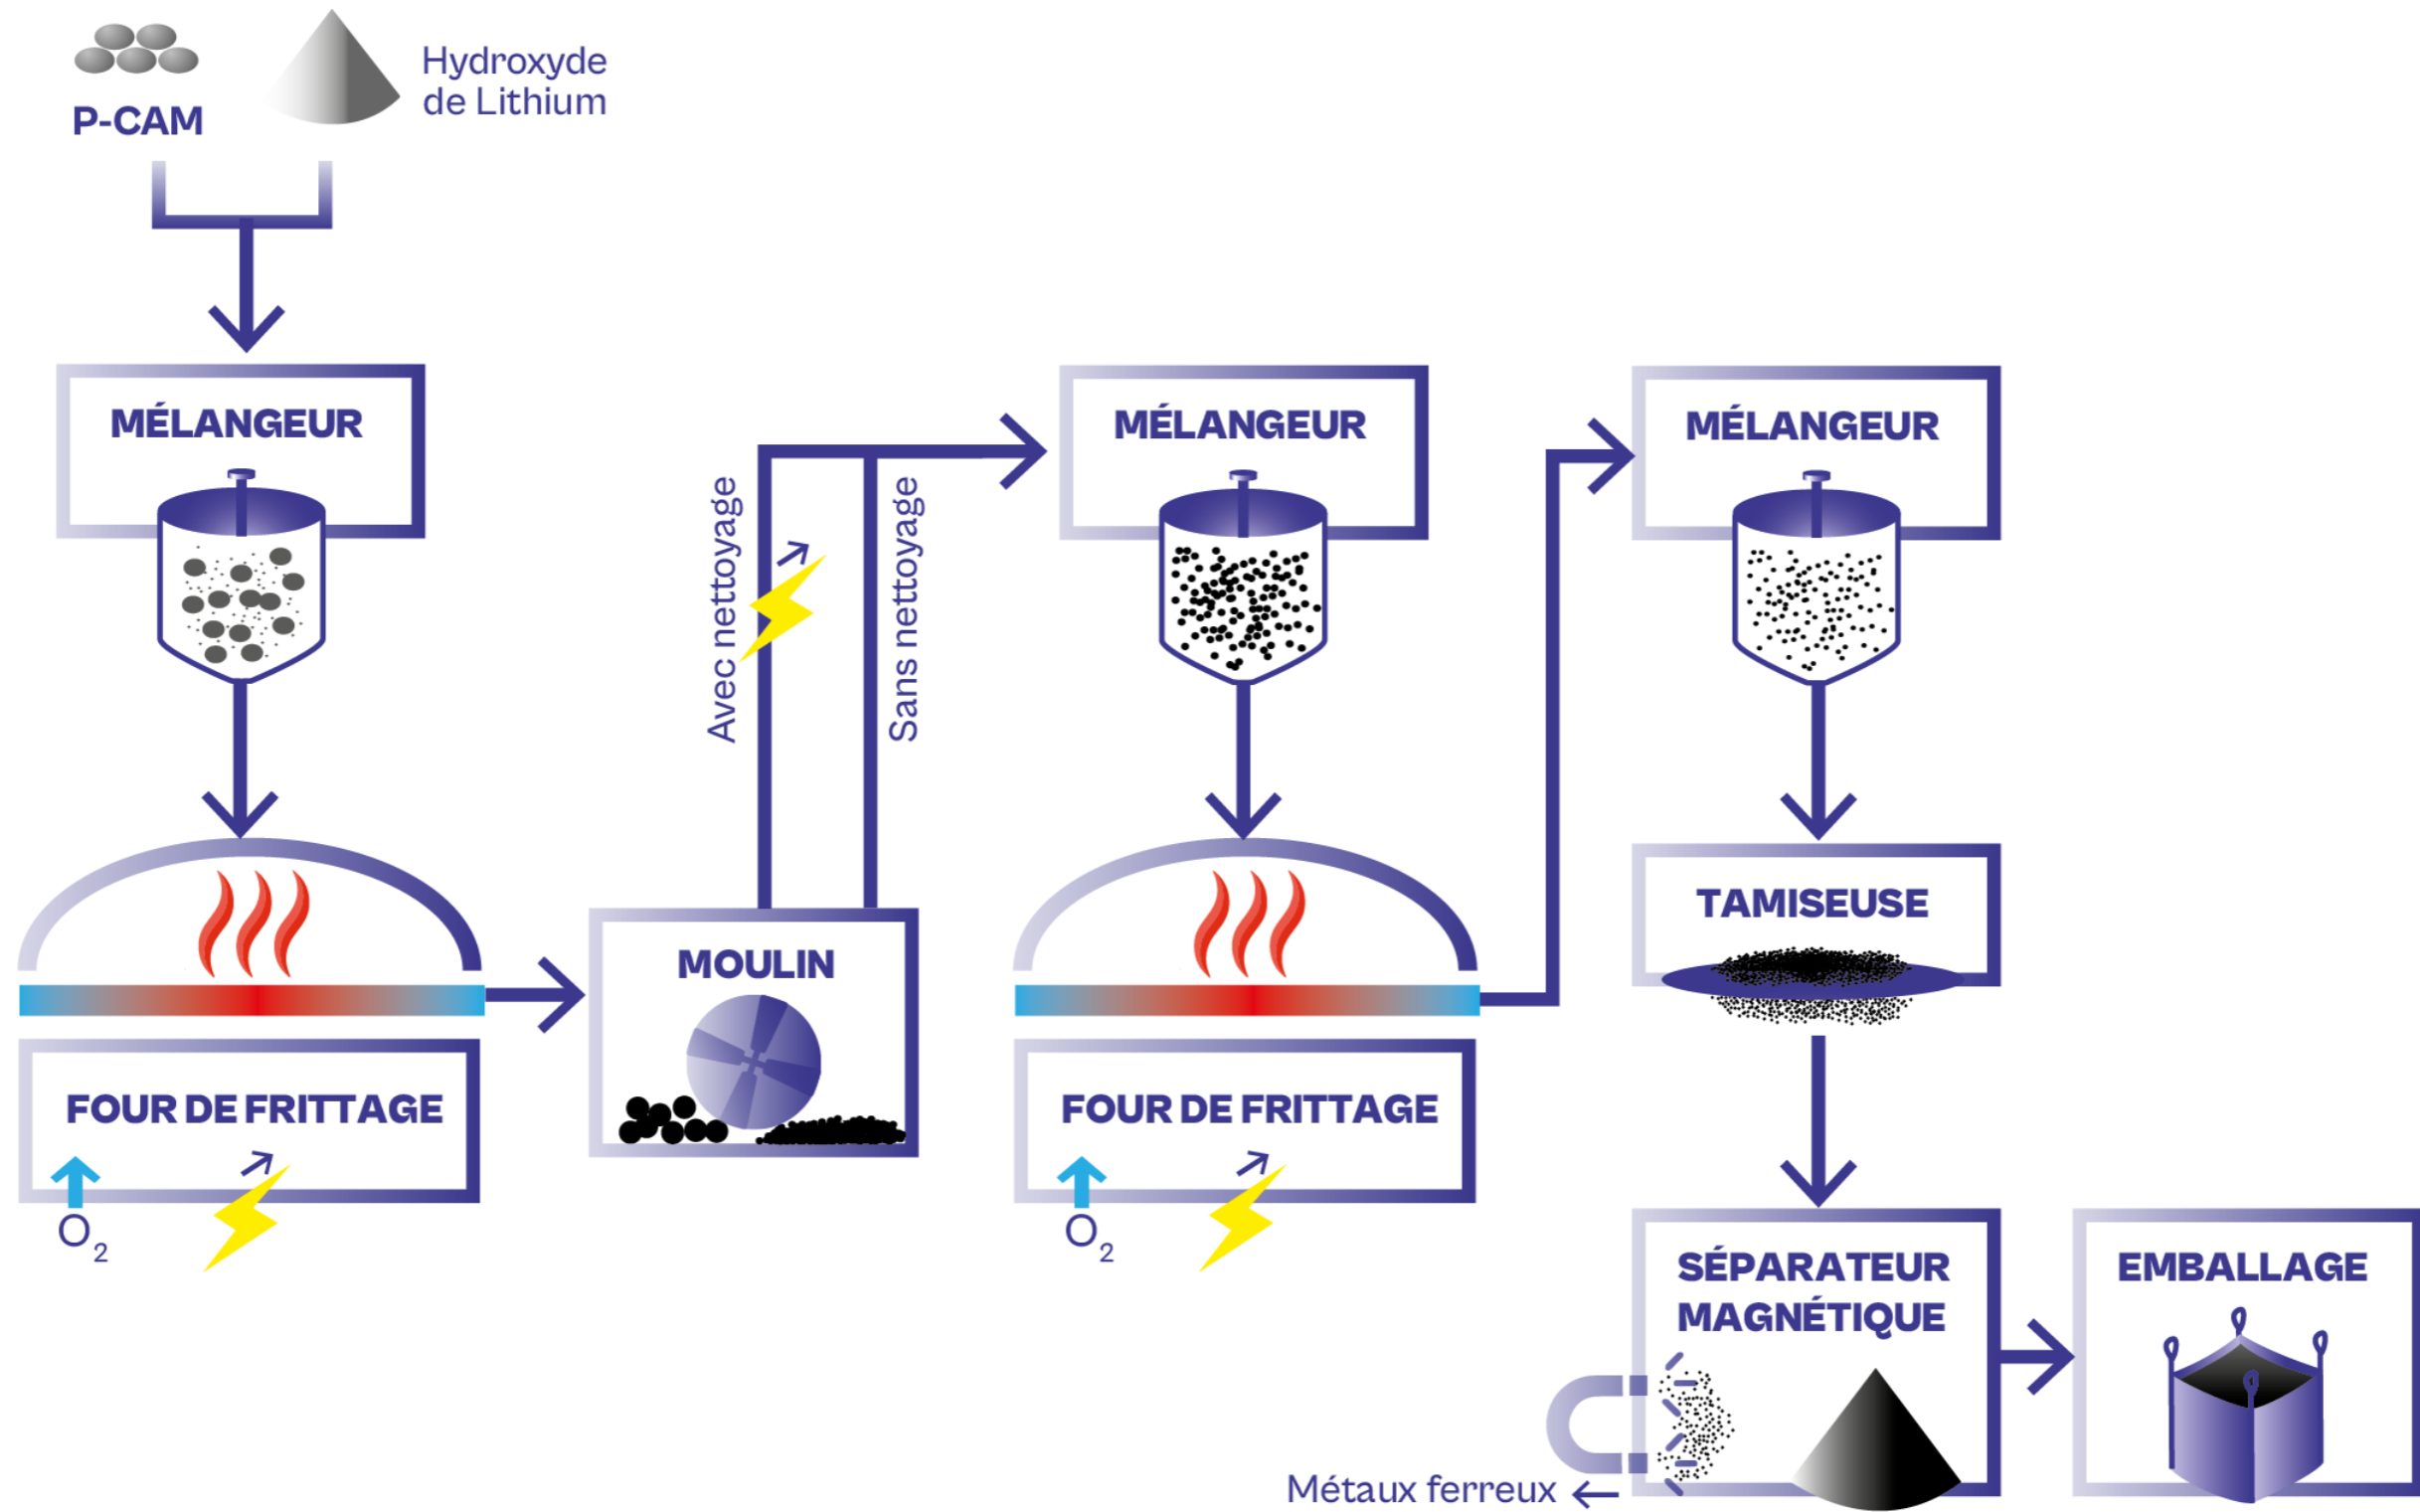 P-CAM
Hydroxyde
de Lithium
MÉLANGEUR
FOUR DE FRITTAGE
O₂
MOULIN
Avec nettoyage
Sans nettoyage
MÉLANGEUR
FOUR DE FRITTAGE
O₂
MÉLANGEUR
TAMISEUSE
SÉPARATEUR
MAGNÉTIQUE
Métaux ferreux
EMBALLAGE